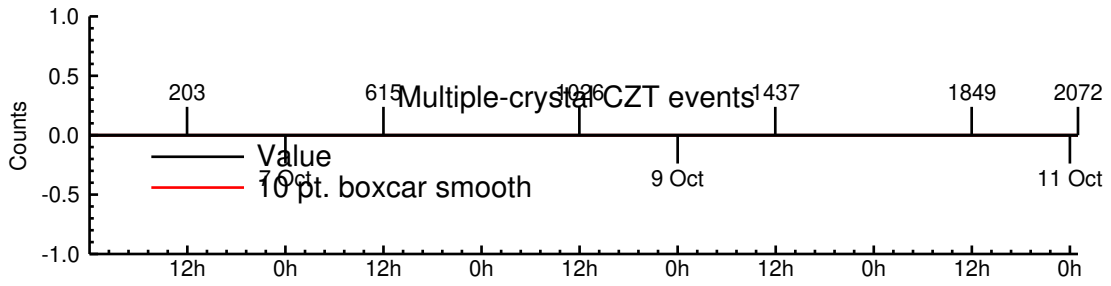 1.0
0.5
0.0
-0.5
-1.0
Counts
203 615 1026 1437 1849 2072
Multiple-crystal CZT events
Value
7 Oct 9 Oct 11 Oct
10 pt. boxcar smooth
12h 0h 12h 0h 12h 0h 12h 0h 12h 0h